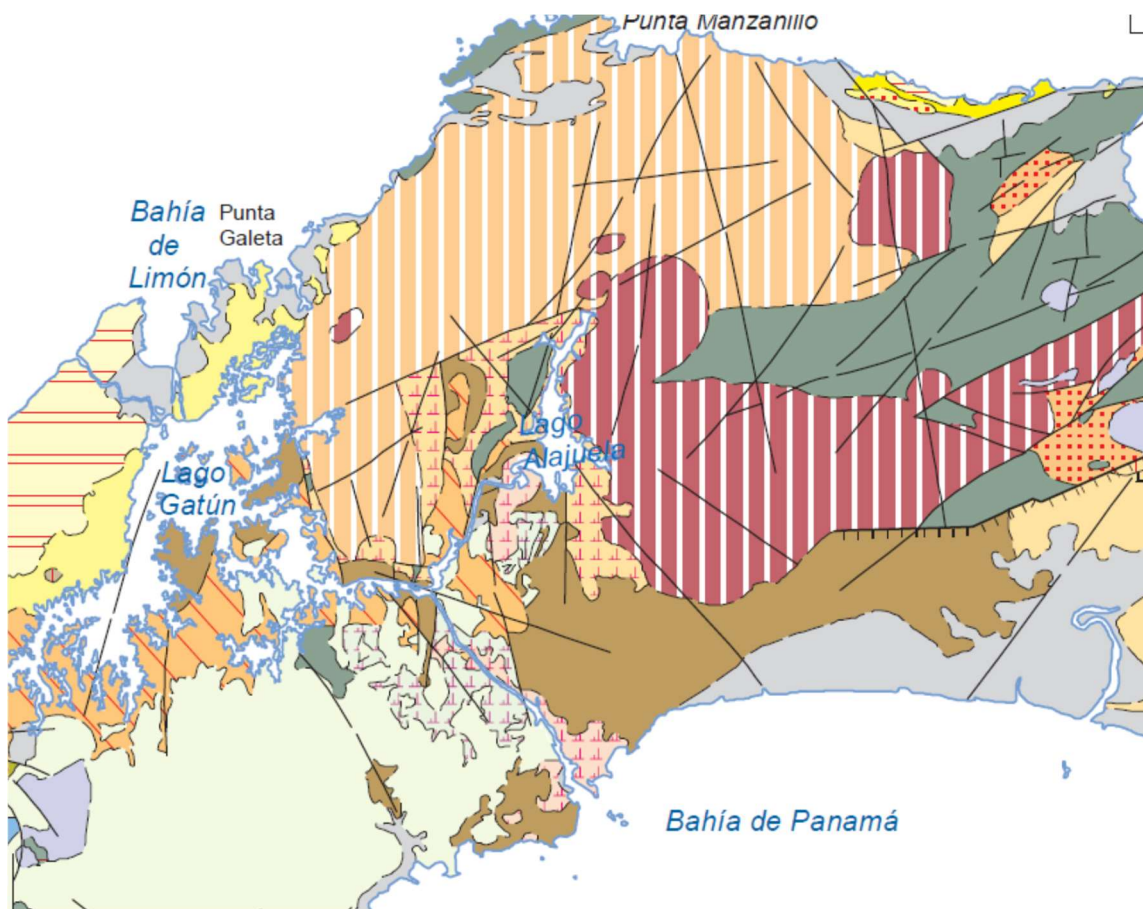 Punta Manzanillo
Bahía
de
Limón
Punta
Galeta
Lago
Alajuela
Lago
Gatún
Bahía de Panamá